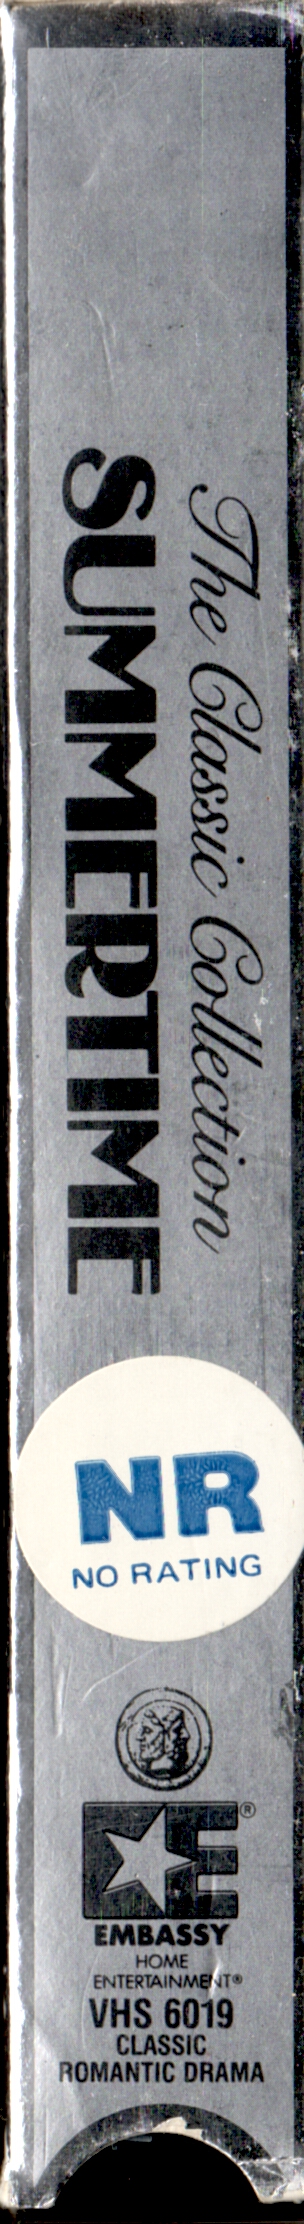 The Classic Collection
SUMMERTIME
NR
NO RATING
E®
EMBASSY
HOME
ENTERTAINMENT®
VHS 6019
CLASSIC
ROMANTIC DRAMA